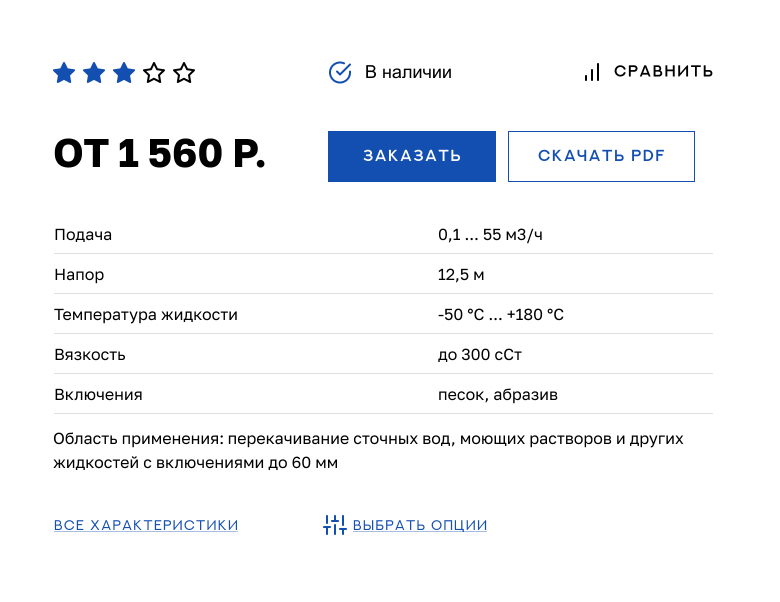 В наличии
СРАВНИТЬ
ОТ 1 560 Р.
ЗАКАЗАТЬ
СКАЧАТЬ PDF
Подача
0,1 ... 55 м3/ч
Напор
12,5 м
Температура жидкости
-50 °С ... +180 °С
Вязкость
до 300 сСт
Включения
песок, абразив
Область применения: перекачивание сточных вод, моющих растворов и других
жидкостей с включениями до 60 мм
ВСЕ ХАРАКТЕРИСТИКИ
ВЫБРАТЬ ОПЦИИ